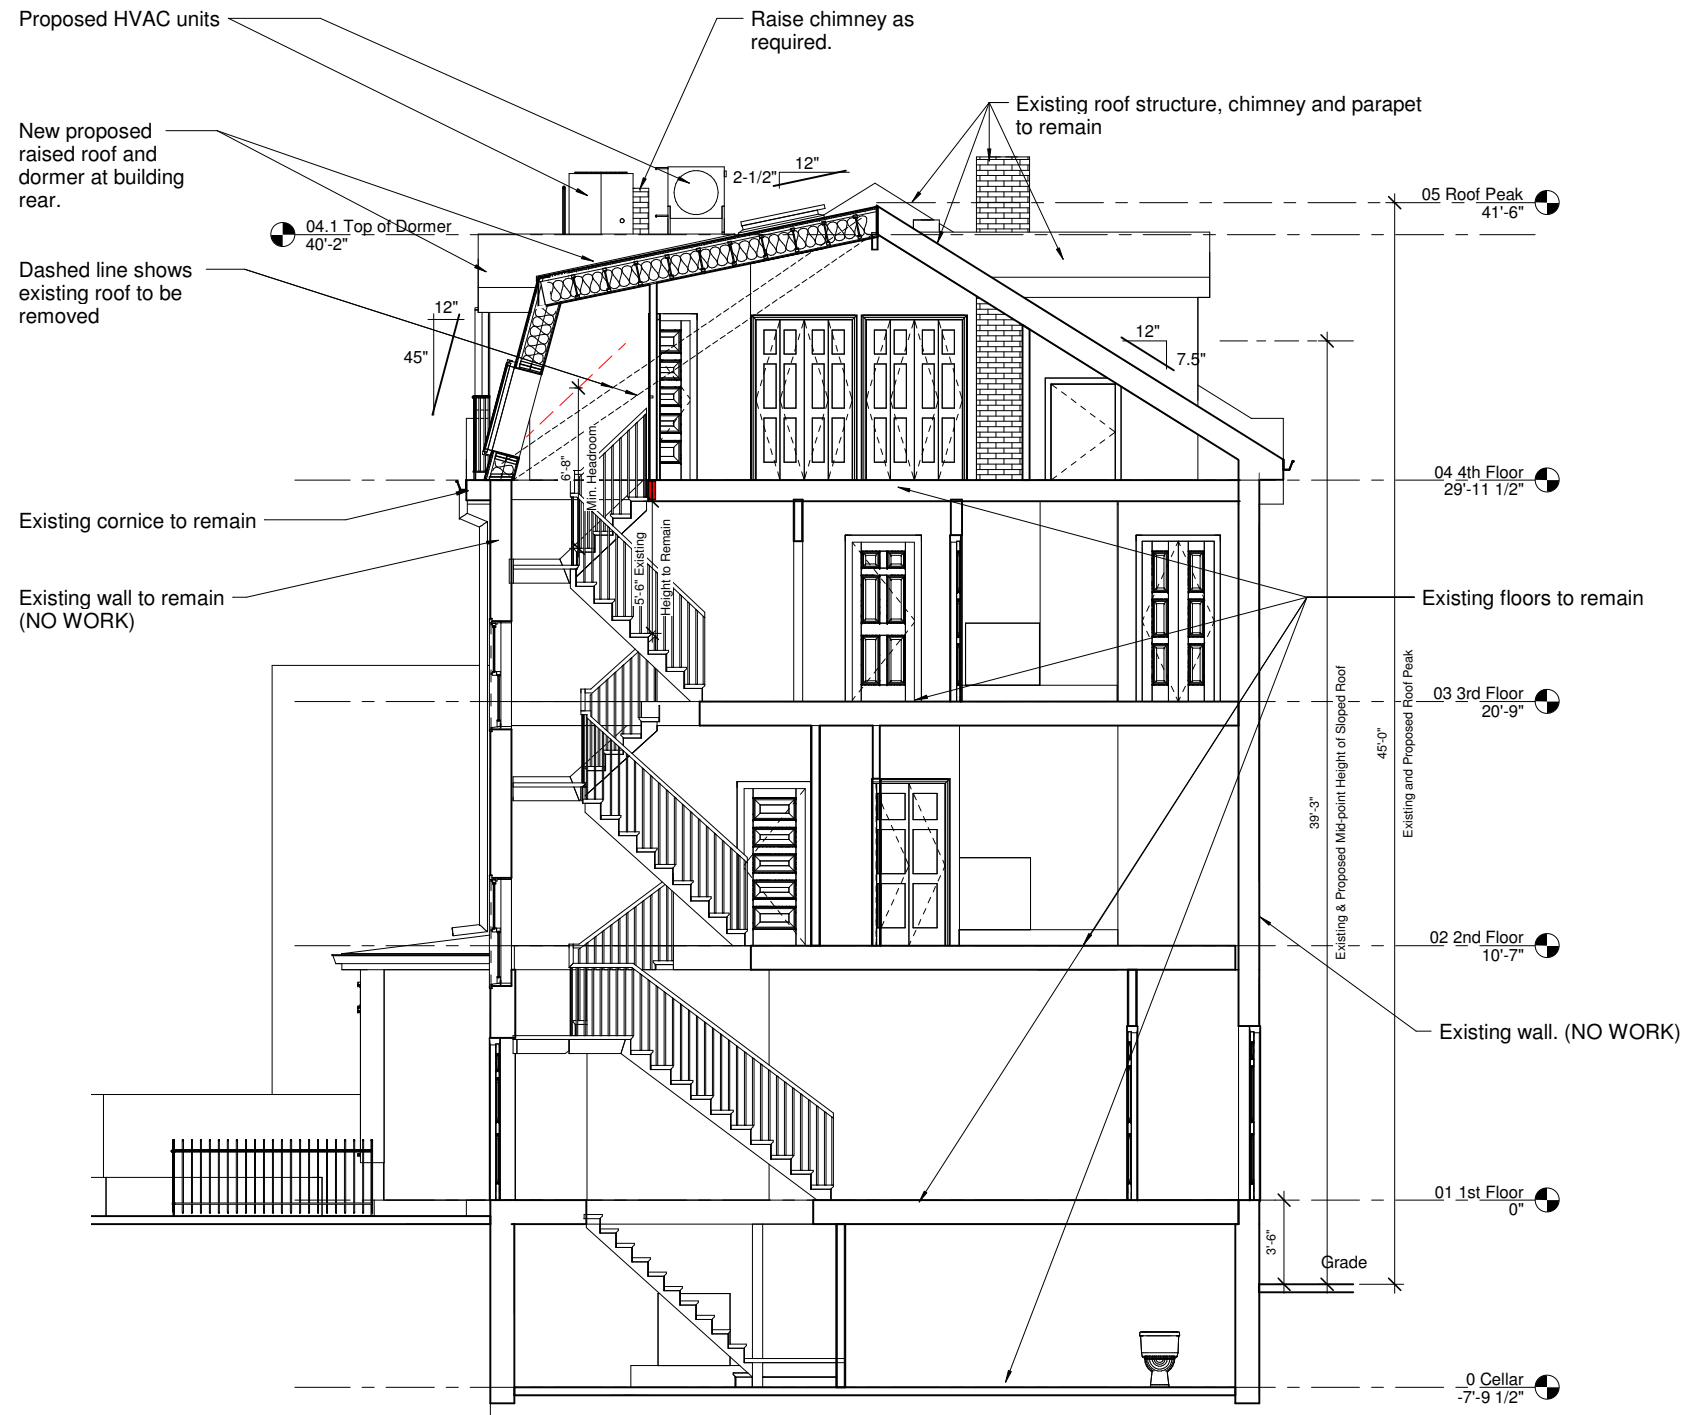 Proposed HVAC units
Raise chimney as
required.
Existing roof structure, chimney and parapet
to remain
New proposed
raised roof and
dormer at building
rear.
12"
2-1/2"
05 Roof Peak
41'-6"
04.1 Top of Dormer
40'-2"
Dashed line shows
existing roof to be
removed
12"
45"
12"
7.5"
6'-8"
Min. Headroom
04 4th Floor
29'-11 1/2"
Existing cornice to remain
5'-6" Existing
Height to Remain
Existing wall to remain
(NO WORK)
Existing floors to remain
03 3rd Floor
20'-9"
39'-3"
Existing & Proposed Mid-point Height of Sloped Roof
45'-0"
Existing and Proposed Roof Peak
02 2nd Floor
10'-7"
Existing wall. (NO WORK)
01 1st Floor
0"
3'-6"
Grade
0 Cellar
-7'-9 1/2"